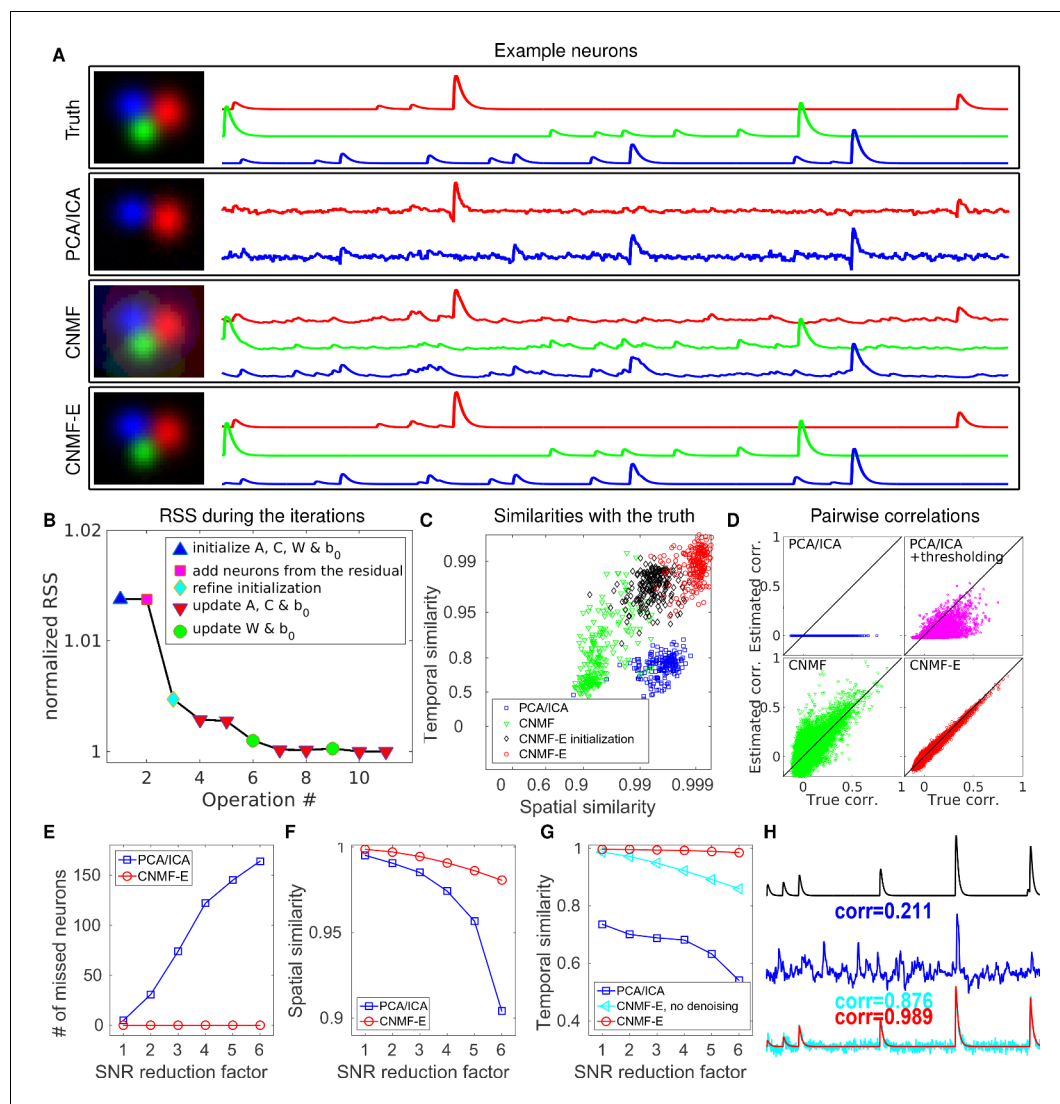 Example neurons
A
Truth
PCA/ICA
CNMF
CNMF-E
B
RSS during the iterations
normalized RSS
1.02
1.01
1
initialize A, C, W & b0
add neurons from the residual
refine initialization
update A, C & b0
update W & b0
2
4
6
8
10
Operation #
C
Similarities with the truth
Temporal similarity
0.99
0.95
0.8
0.5
0
PCA/ICA
CNMF
CNMF-E initialization
CNMF-E
0
0.6
0.9
0.99
0.999
Spatial similarity
D
Pairwise correlations
Estimated corr.
1
0.5
0
PCA/ICA
PCA/ICA
+thresholding
Estimated corr.
1
0.5
0
CNMF
CNMF-E
0
0.5
1
0
0.5
1
True corr.
True corr.
E
# of missed neurons
150
100
50
0
PCA/ICA
CNMF-E
1
2
3
4
5
6
SNR reduction factor
F
Spatial similarity
1
0.95
0.9
PCA/ICA
CNMF-E
1
2
3
4
5
6
SNR reduction factor
G
Temporal similarity
1
0.8
0.6
0.4
PCA/ICA
CNMF-E, no denoising
CNMF-E
1
2
3
4
5
6
SNR reduction factor
H
corr=0.211
corr=0.876
corr=0.989